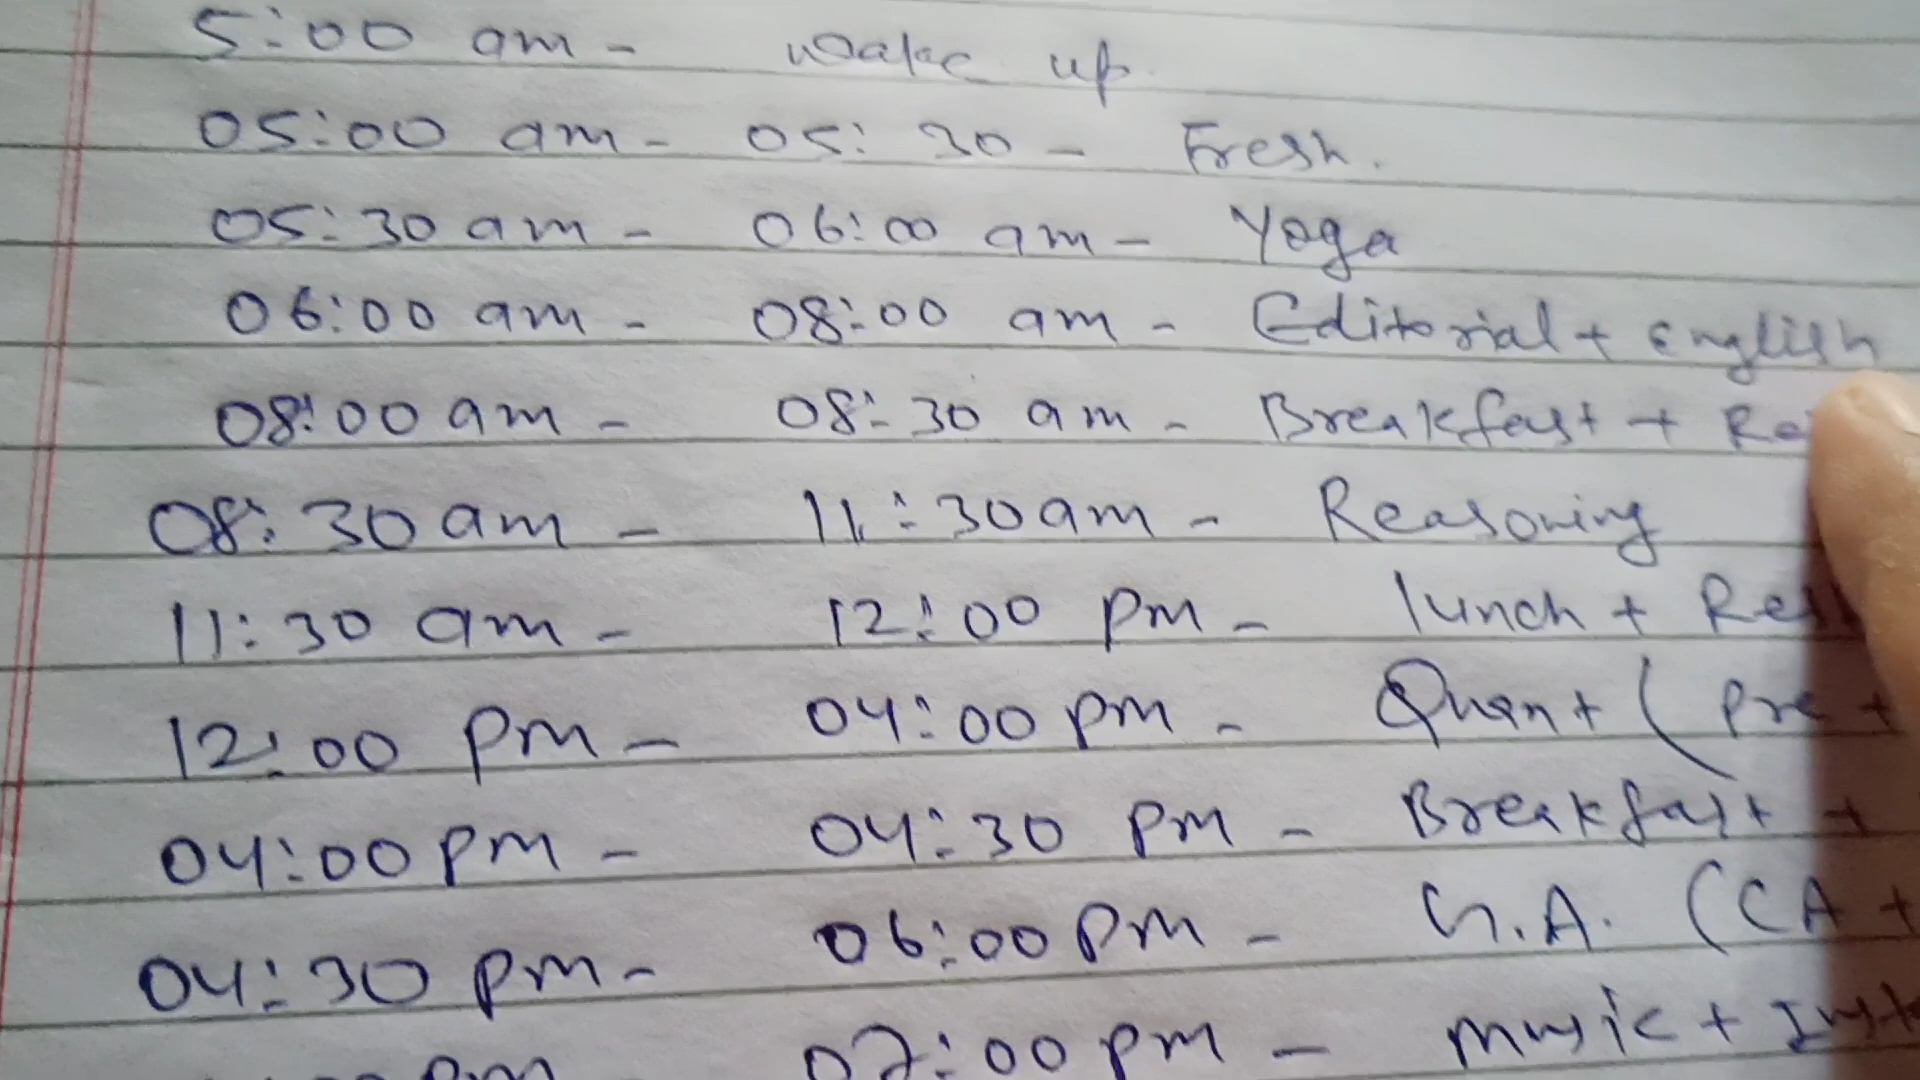 5:00 am - wake up.
05:00 am - 05:30 - Fresh.
05:30 am - 06:00 am - Yoga
06:00 am - 08:00 am - Editorial + English
08:00 am - 08:30 am - Breakfast +
08:30 am - 11:30 am - Reasoning
11:30 am - 12:00 pm - lunch +
12:00 pm - 04:00 pm - Quant ( pre +
04:00 pm - 04:30 pm - Breakfast +
04:30 pm - 06:00 pm - G.A. (CA +
pm 07:00 pm - music +